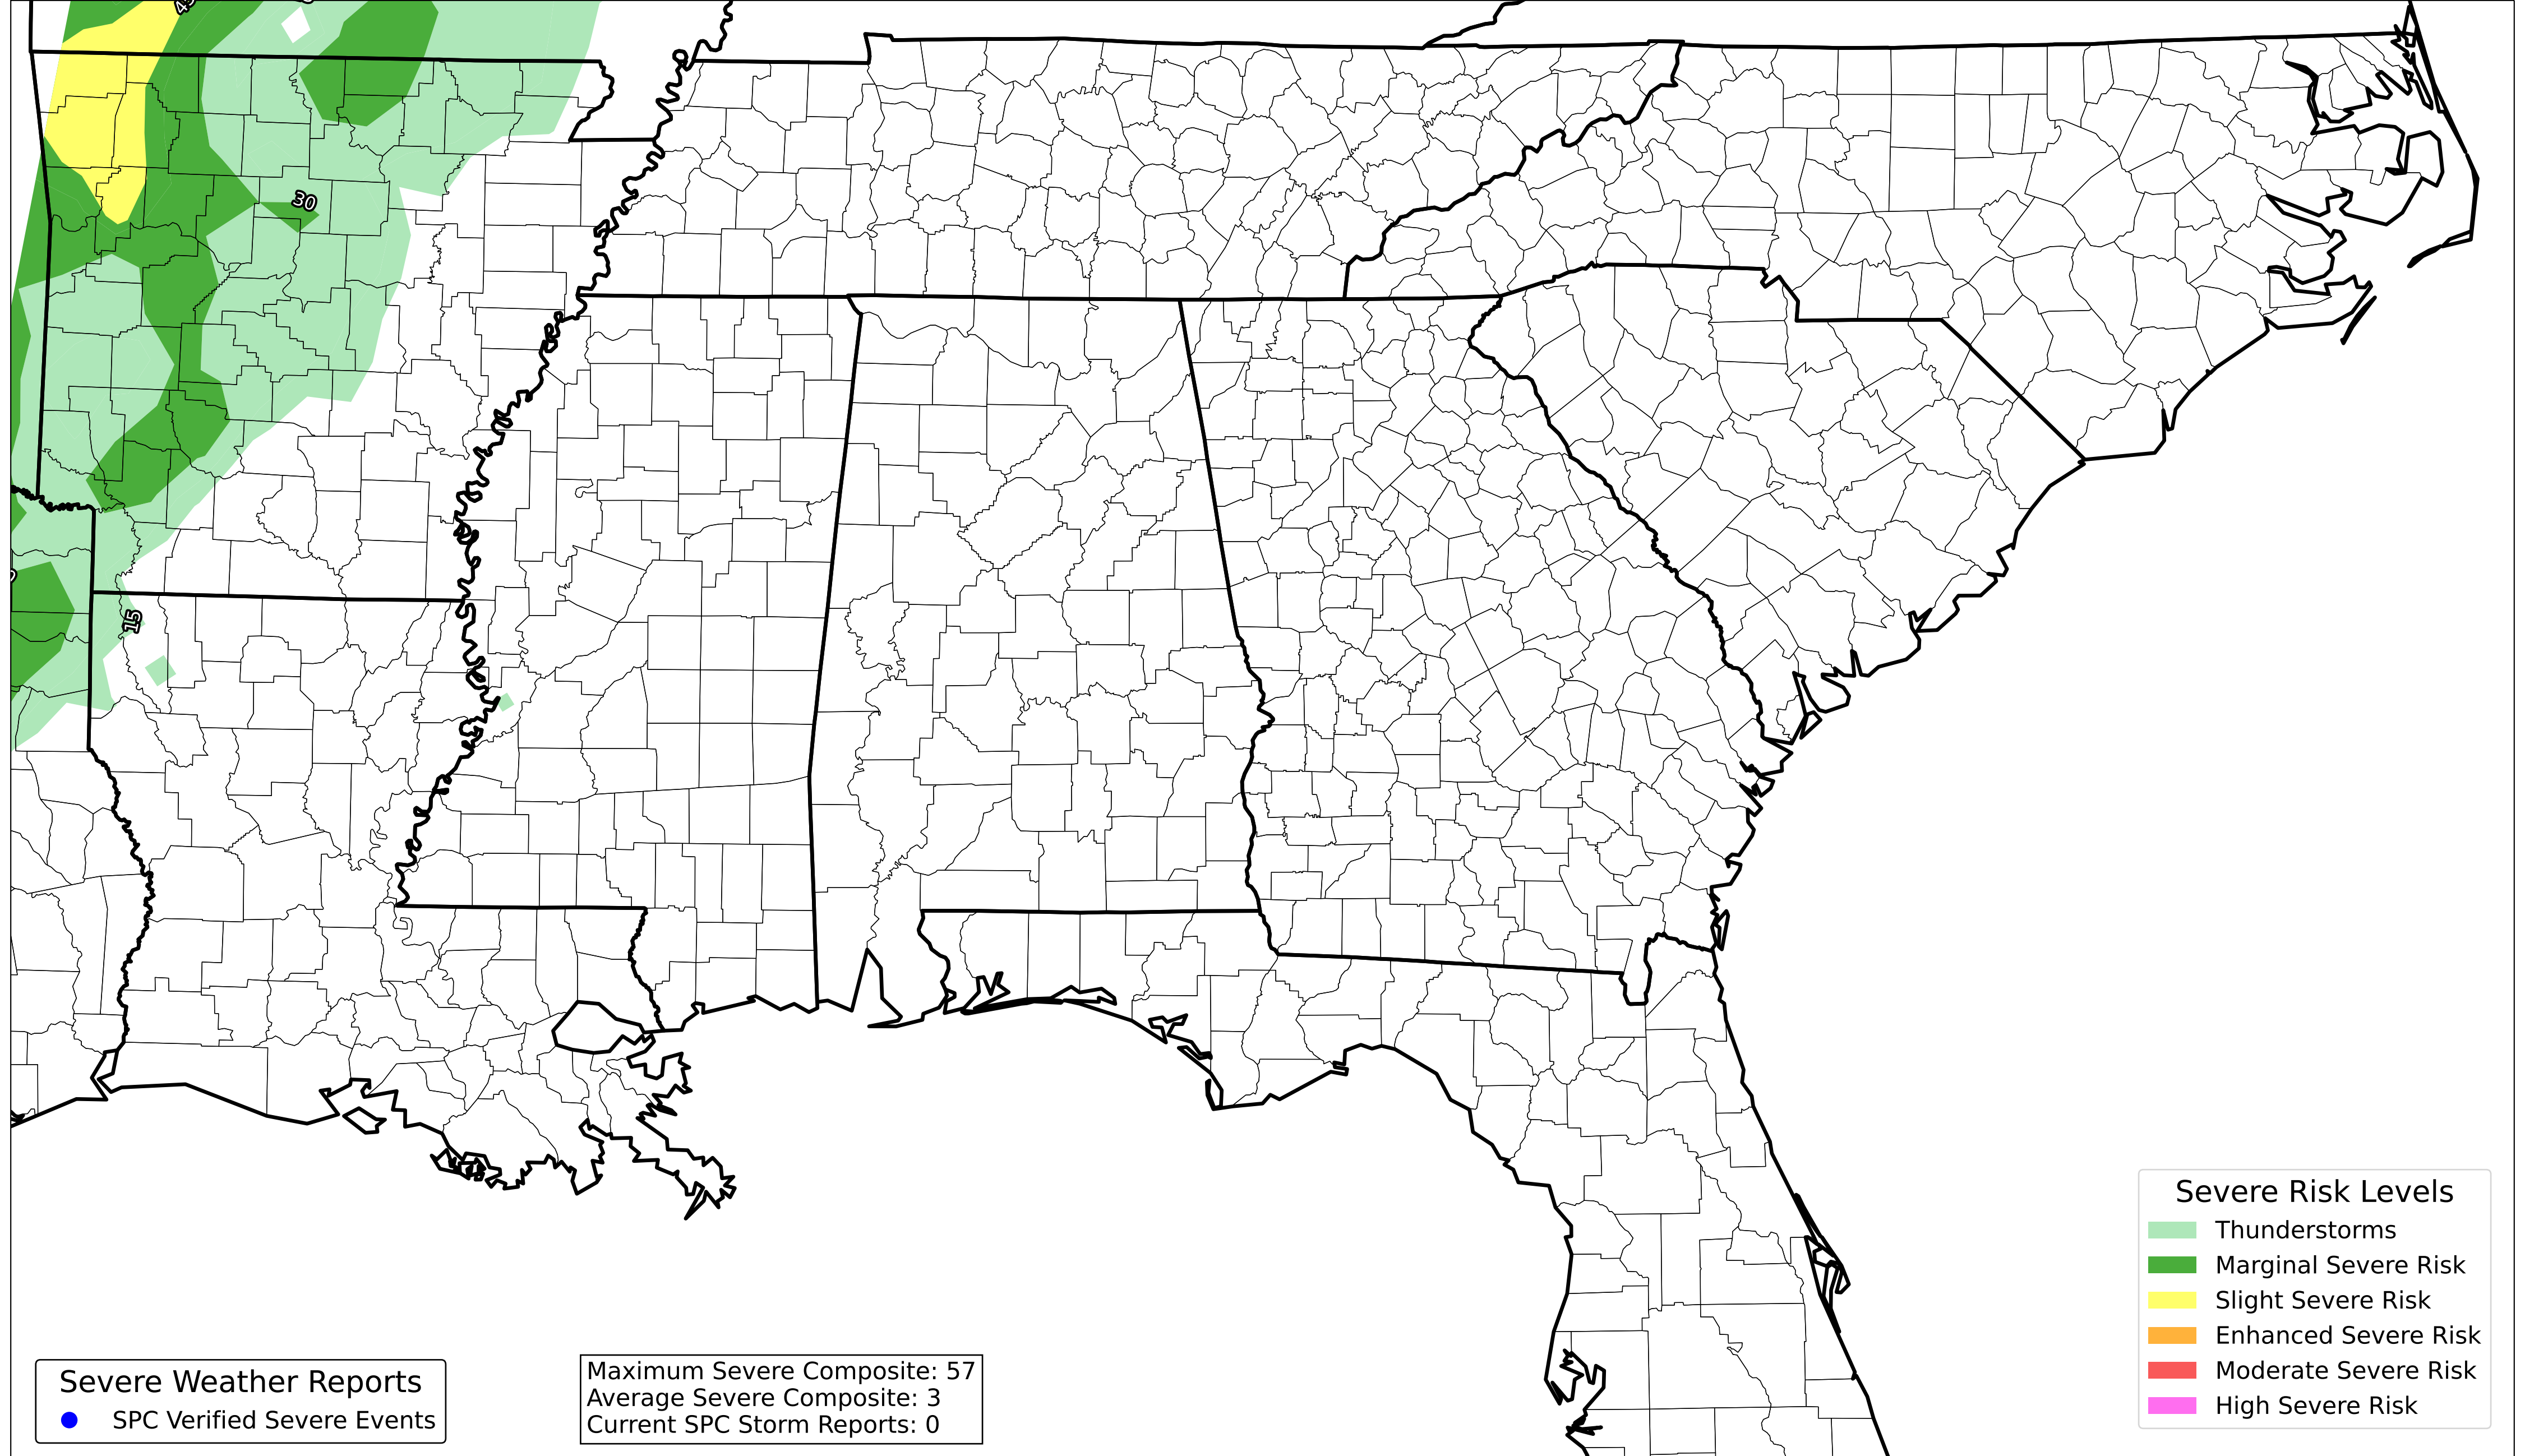 30
15
Severe Risk Levels
Thunderstorms
Marginal Severe Risk
Slight Severe Risk
Enhanced Severe Risk
Moderate Severe Risk
High Severe Risk
Severe Weather Reports
SPC Verified Severe Events
Maximum Severe Composite: 57
Average Severe Composite: 3
Current SPC Storm Reports: 0